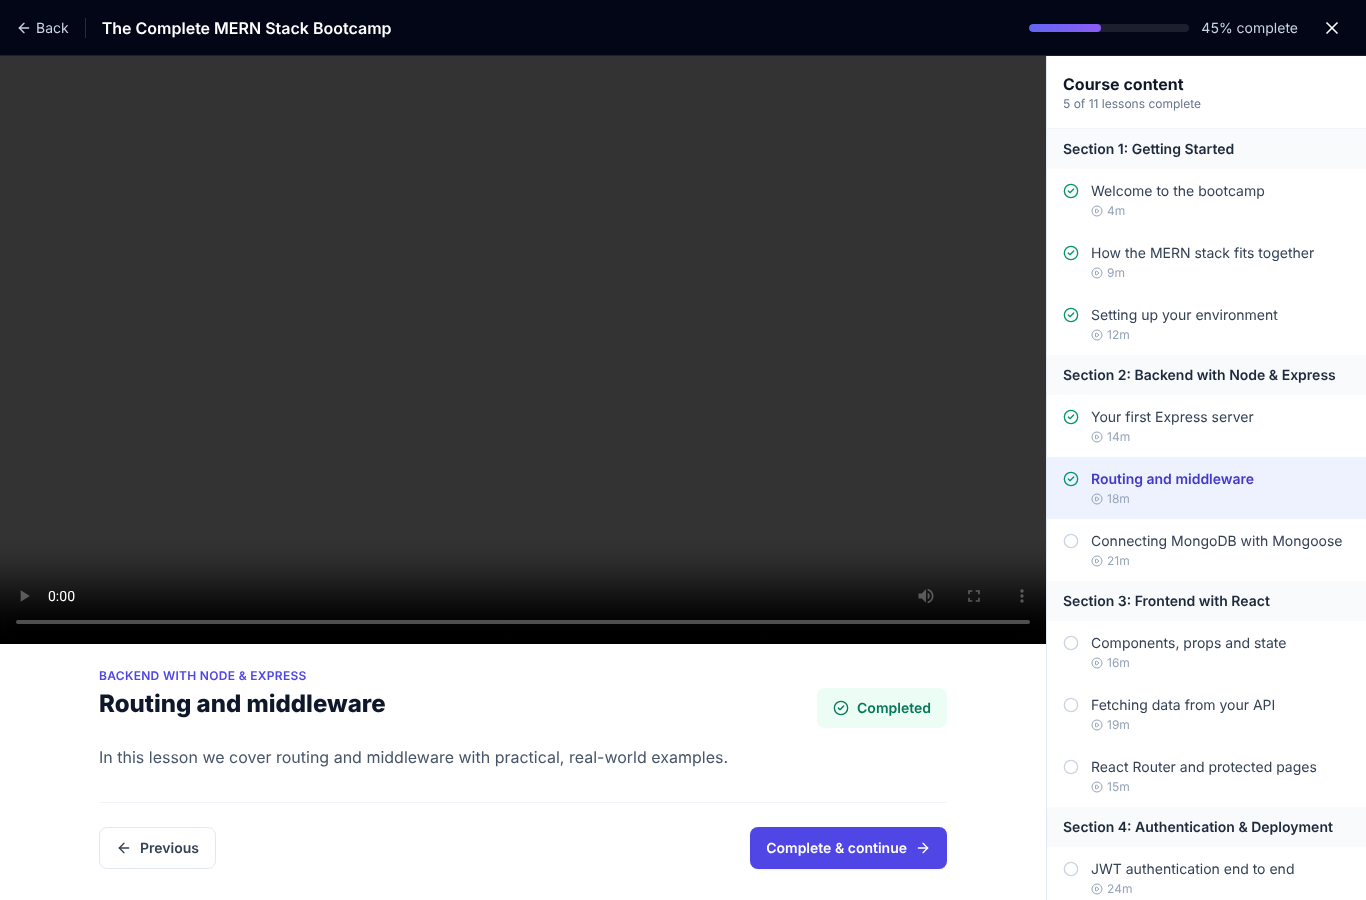 Back
The Complete MERN Stack Bootcamp
45% complete
0:00
BACKEND WITH NODE & EXPRESS
Routing and middleware
Completed
In this lesson we cover routing and middleware with practical, real-world examples.
Previous
Complete & continue
Course content
5 of 11 lessons complete
Section 1: Getting Started
Welcome to the bootcamp
4m
How the MERN stack fits together
9m
Setting up your environment
12m
Section 2: Backend with Node & Express
Your first Express server
14m
Routing and middleware
18m
Connecting MongoDB with Mongoose
21m
Section 3: Frontend with React
Components, props and state
16m
Fetching data from your API
19m
React Router and protected pages
15m
Section 4: Authentication & Deployment
JWT authentication end to end
24m